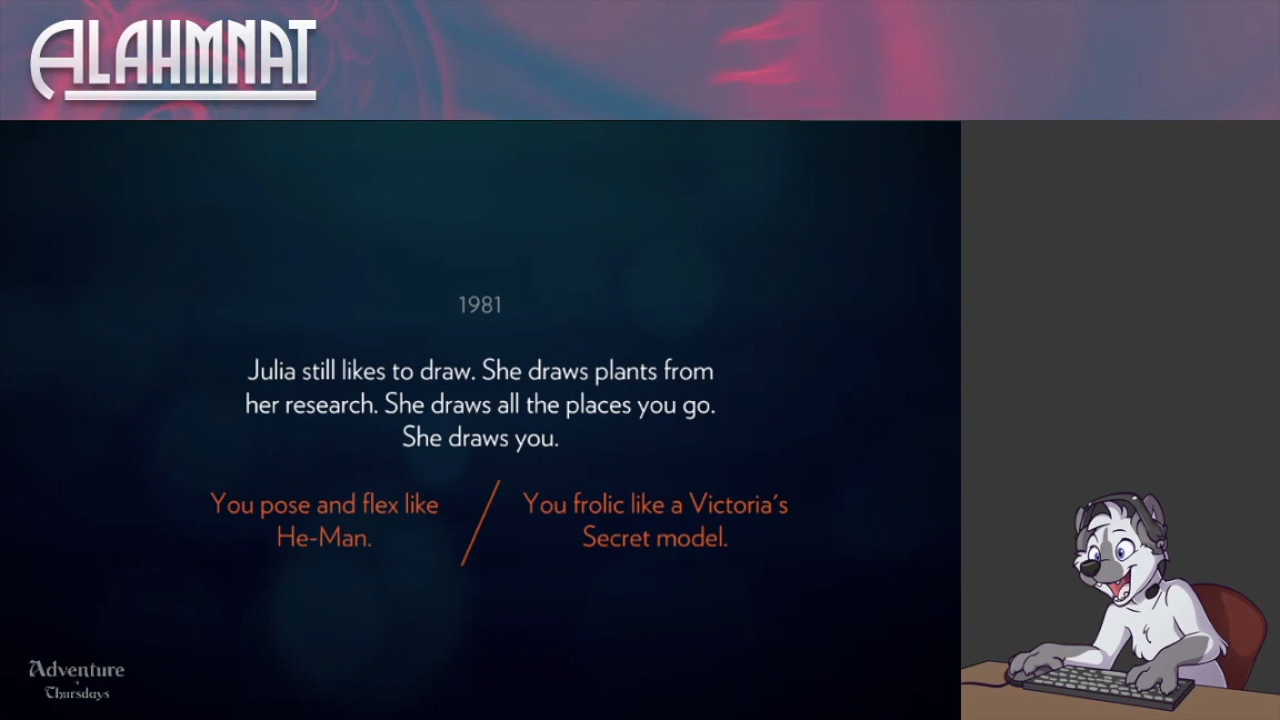 ALAHMNAT
1981
Julia still likes to draw. She draws plants from
her research. She draws all the places you go.
She draws you.
You pose and flex like
He-Man.
You frolic like a Victoria's
Secret model.
Adventure
Thursdays